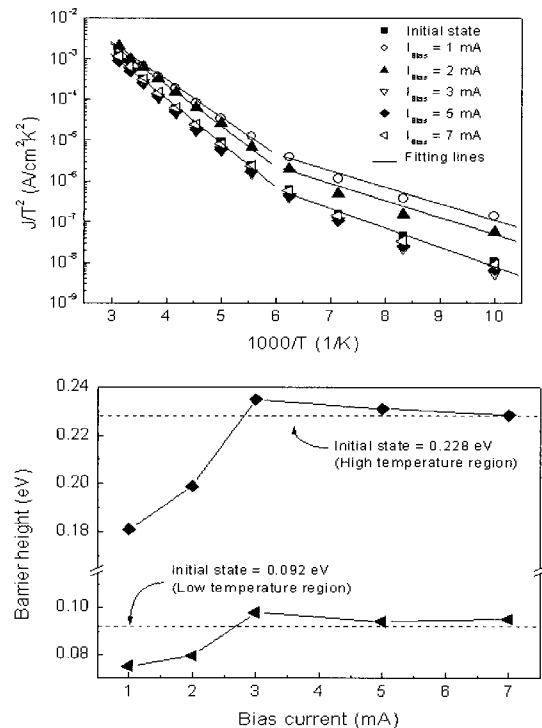 10⁻²
10⁻³
10⁻⁴
10⁻⁵
10⁻⁶
10⁻⁷
10⁻⁸
10⁻⁹
J/T² (A/cm²K²)
Initial state
I_Bias = 1 mA
I_Bias = 2 mA
I_Bias = 3 mA
I_Bias = 5 mA
I_Bias = 7 mA
Fitting lines
3 4 5 6 7 8 9 10
1000/T (1/K)
0.24
0.22
0.20
0.18
0.10
0.08
Barrier height (eV)
Initial state = 0.228 eV
(High temperature region)
Initial state = 0.092 eV
(Low temperature region)
1 2 3 4 5 6 7
Bias current (mA)